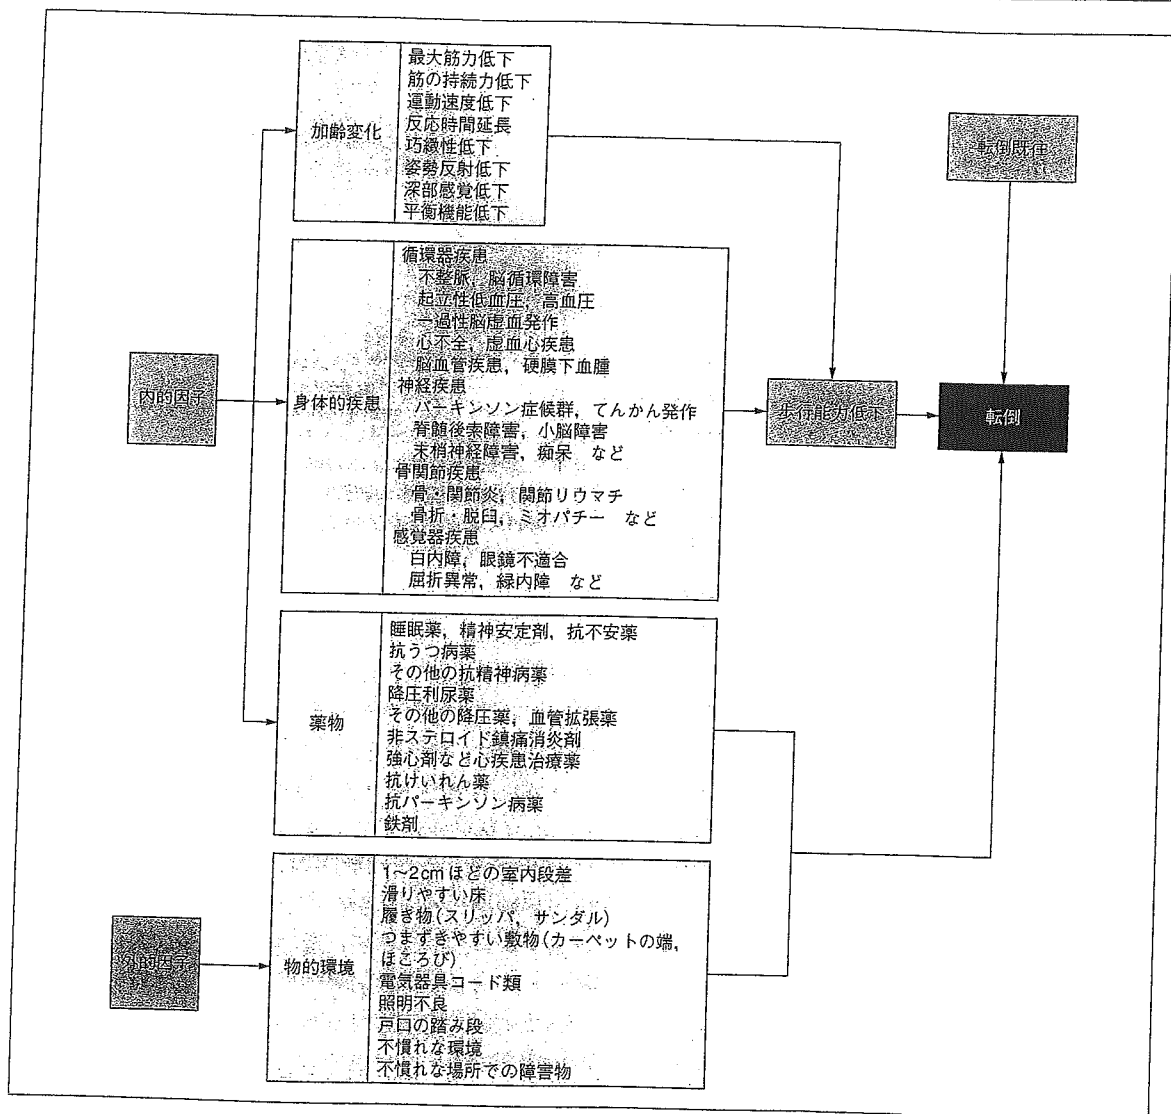 加齢変化
最大筋力低下
筋の持続力低下
運動速度低下
反応時間延長
巧緻性低下
姿勢反射低下
深部感覚低下
平衡機能低下
転倒既往
内的因子
身体的疾患
循環器疾患
不整脈，脳循環障害
起立性低血圧，高血圧
一過性脳虚血発作
心不全，虚血心疾患
脳血管疾患，硬膜下血腫
神経疾患
パーキンソン症候群，てんかん発作
脊髄後索障害，小脳障害
末梢神経障害，痴呆　など
骨関節疾患
骨・関節炎，関節リウマチ
骨折・脱臼，ミオパチー　など
感覚器疾患
白内障，眼鏡不適合
屈折異常，緑内障　など
歩行能力低下
転倒
薬物
睡眠薬，精神安定剤，抗不安薬
抗うつ病薬
その他の抗精神病薬
降圧利尿薬
その他の降圧薬，血管拡張薬
非ステロイド鎮痛消炎剤
強心剤など心疾患治療薬
抗けいれん薬
抗パーキンソン病薬
鉄剤
外的因子
物的環境
1〜2cmほどの室内段差
滑りやすい床
履き物(スリッパ，サンダル)
つまずきやすい敷物(カーペットの端，
ほころび)
電気器具コード類
照明不良
戸口の踏み段
不慣れな環境
不慣れな場所での障害物